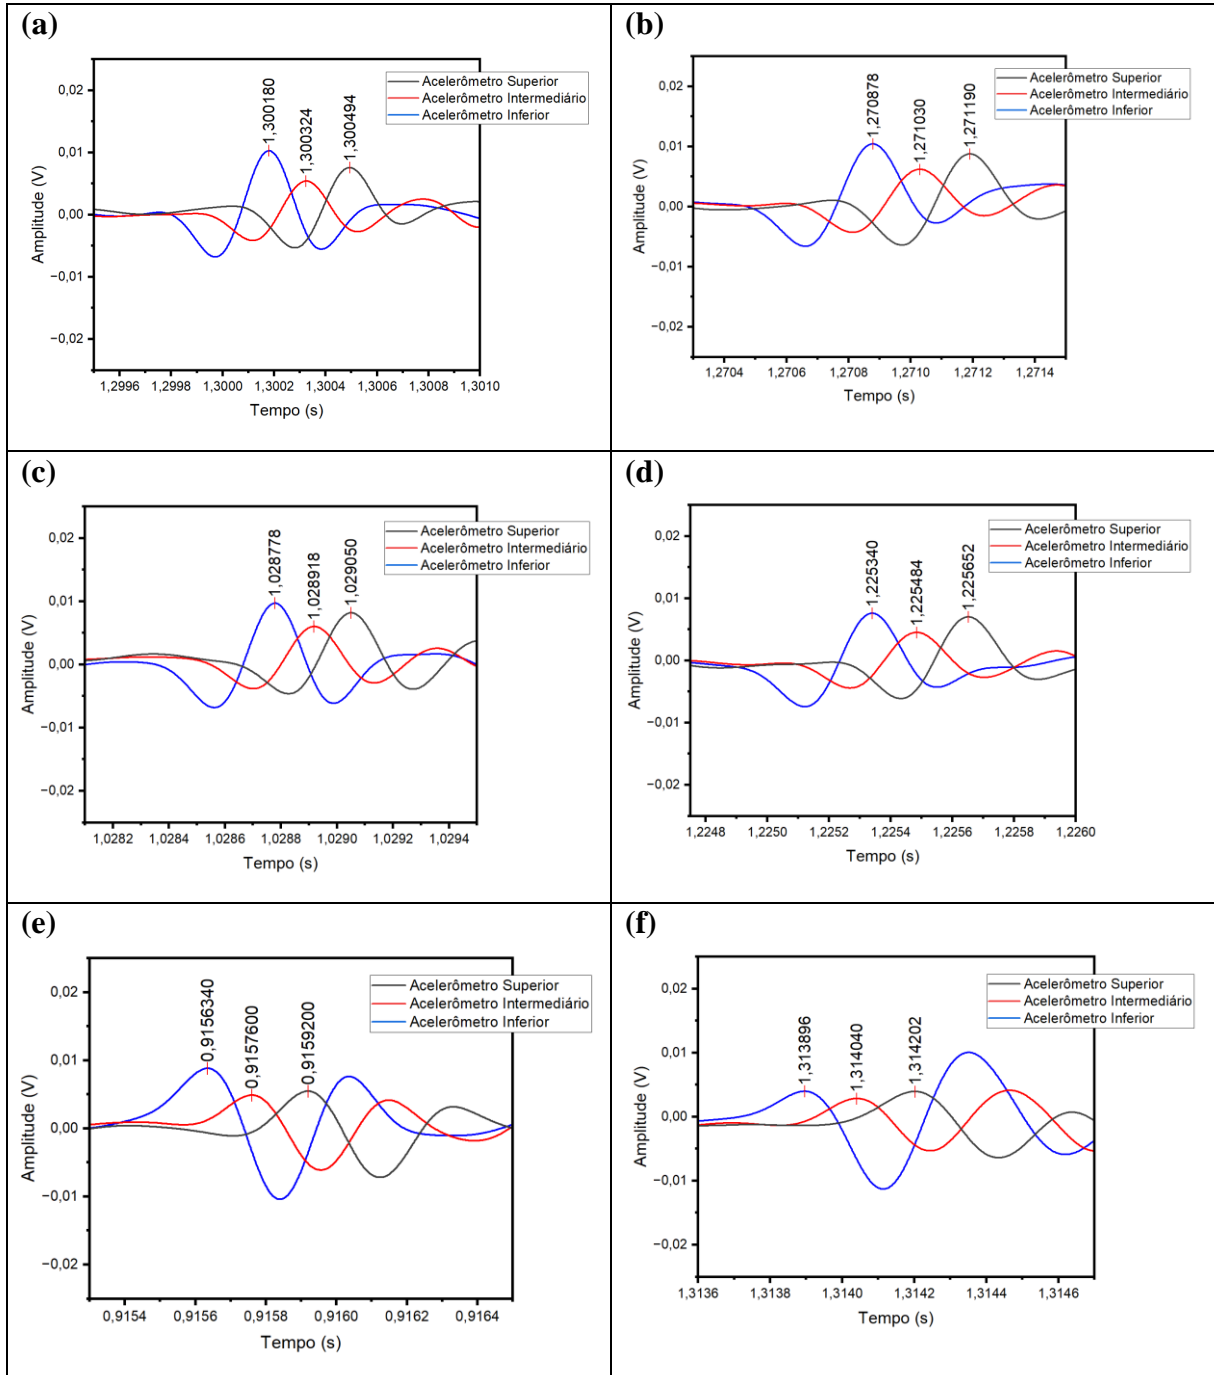 (a)
Acelerômetro Superior
Acelerômetro Intermediário
Acelerômetro Inferior
1,300180
1,300324
1,300494
0,02
0,01
0,00
−0,01
−0,02
Amplitude (V)
1,2996 1,2998 1,3000 1,3002 1,3004 1,3006 1,3008 1,3010
Tempo (s)
(b)
Acelerômetro Superior
Acelerômetro Intermediário
Acelerômetro Inferior
1,270878
1,271030
1,271190
0,02
0,01
0,00
−0,01
−0,02
Amplitude (V)
1,2704 1,2706 1,2708 1,2710 1,2712 1,2714
Tempo (s)
(c)
Acelerômetro Superior
Acelerômetro Intermediário
Acelerômetro Inferior
1,028778
1,028918
1,029050
0,02
0,01
0,00
−0,01
−0,02
Amplitude (V)
1,0282 1,0284 1,0286 1,0288 1,0290 1,0292 1,0294
Tempo (s)
(d)
Acelerômetro Superior
Acelerômetro Intermediário
Acelerômetro Inferior
1,225340
1,225484
1,225652
0,02
0,01
0,00
−0,01
−0,02
Amplitude (V)
1,2248 1,2250 1,2252 1,2254 1,2256 1,2258 1,2260
Tempo (s)
(e)
Acelerômetro Superior
Acelerômetro Intermediário
Acelerômetro Inferior
0,9156340
0,9157600
0,9159200
0,02
0,01
0,00
−0,01
−0,02
Amplitude (V)
0,9154 0,9156 0,9158 0,9160 0,9162 0,9164
Tempo (s)
(f)
Acelerômetro Superior
Acelerômetro Intermediário
Acelerômetro Inferior
1,313896
1,314040
1,314202
0,02
0,01
0,00
−0,01
−0,02
Amplitude (V)
1,3136 1,3138 1,3140 1,3142 1,3144 1,3146
Tempo (s)